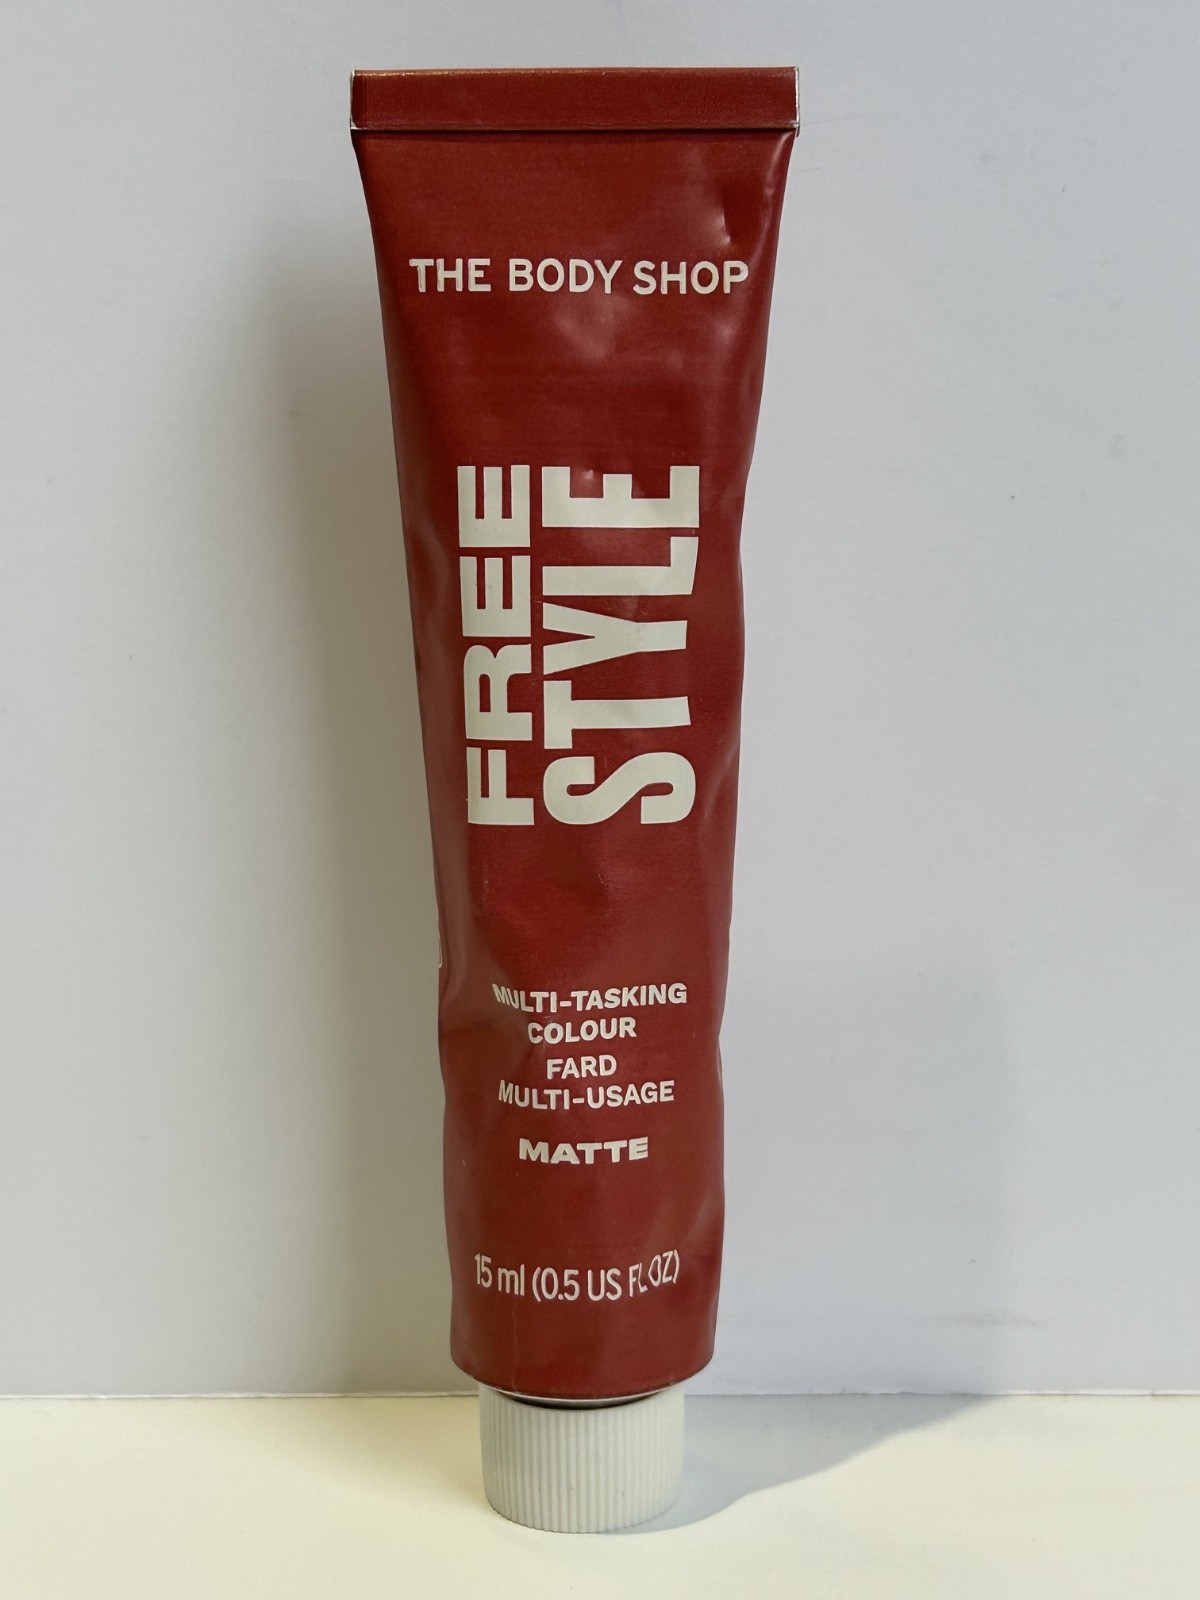 THE BODY SHOP
FREE
STYLE
MULTI-TASKING
COLOUR
FARD
MULTI-USAGE
MATTE
15 ml (0.5 US FL OZ)